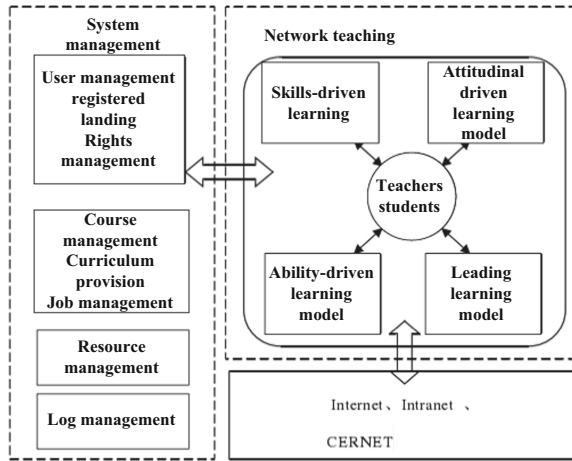 System
management
User management
registered
landing
Rights
management
Course
management
Curriculum
provision
Job management
Resource
management
Log management
Network teaching
Skills-driven
learning
Attitudinal
driven
learning
model
Teachers
students
Ability-driven
learning
model
Leading
learning
model
Internet、Intranet 、
CERNET